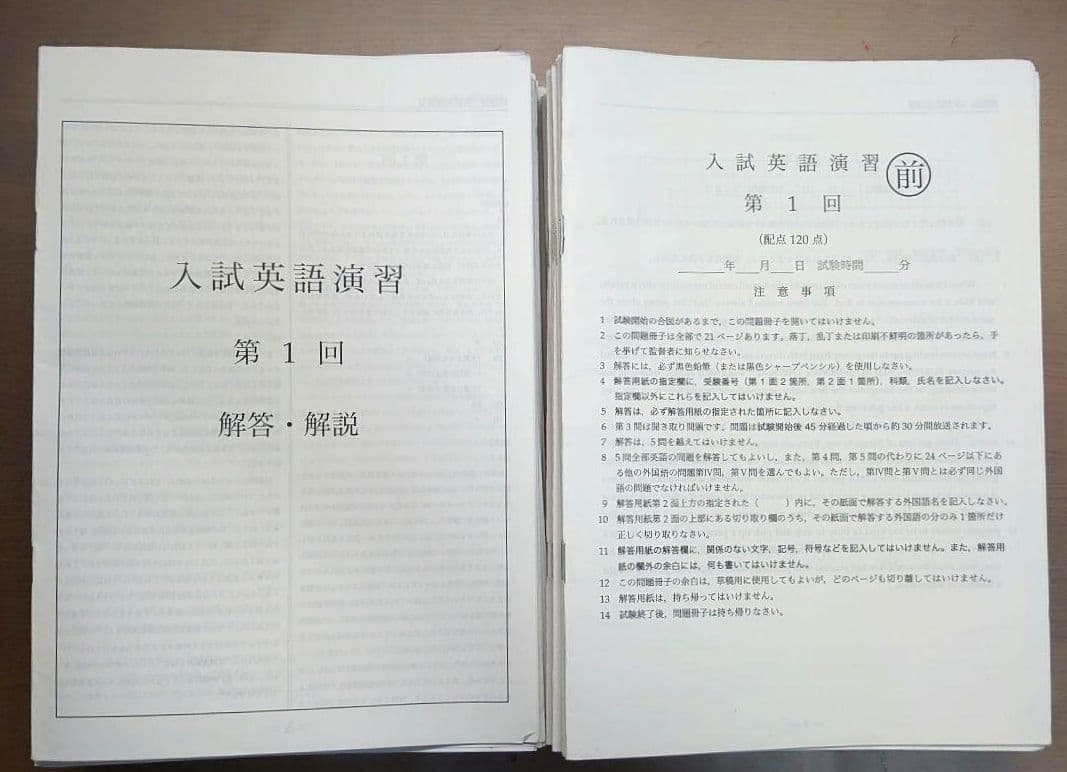 入試英語演習
第 1 回
解答・解説
入試英語演習 前
第 1 回
（配点 120 点）
年 月 日 試験時間 分
注 意 事 項
1 試験開始の合図があるまで，この問題冊子を開いてはいけません。
2 この問題冊子は全部で 21 ページあります。落丁，乱丁または印刷不鮮明の箇所があったら，手
を挙げて監督者に知らせなさい。
3 解答には，必ず黒色鉛筆（または黒色シャープペンシル）を使用しなさい。
4 解答用紙の指定欄に，受験番号（第 1 面 2 箇所，第 2 面 1 箇所），科類，氏名を記入しなさい。
指定欄以外にこれらを記入してはいけません。
5 解答は，必ず解答用紙の指定された箇所に記入しなさい。
6 第 3 問は聞き取り問題です。問題は試験開始後 45 分経過した頃から約 30 分間放送されます。
7 解答は，5 問を越えてはいけません。
8 5 問全部英語の問題を解答してもよいし，また，第 4 問，第 5 問の代わりに 24 ページ以下にあ
る他の外国語の問題第Ⅳ問，第Ⅴ問を選んでもよい。ただし，第Ⅳ問と第Ⅴ問とは必ず同じ外国
語の問題でなければいけません。
9 解答用紙第 2 面上方の指定された（ ）内に，その紙面で解答する外国語名を記入しなさい。
10 解答用紙第 2 面の上部にある切り取り欄のうち，その紙面で解答する外国語の分のみ 1 箇所だけ
正しく切り取りなさい。
11 解答用紙の解答欄に，関係のない文字，記号，符号などを記入してはいけません。また，解答用
紙の欄外の余白には，何も書いてはいけません。
12 この問題冊子の余白は，草稿用に使用してもよいが，どのページも切り離してはいけません。
13 解答用紙は，持ち帰ってはいけません。
14 試験終了後，問題冊子は持ち帰りなさい。